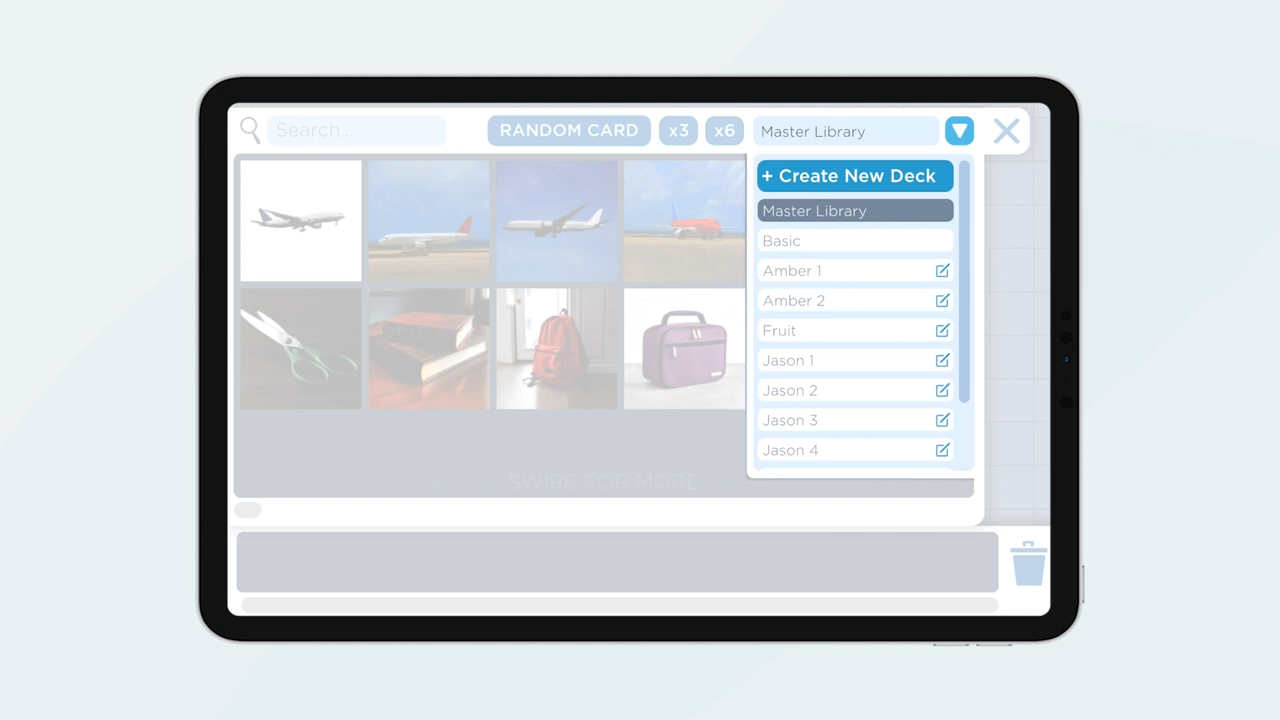 Search...
RANDOM CARD
x3
x6
Master Library
+ Create New Deck
Master Library
Basic
Amber 1
Amber 2
Fruit
Jason 1
Jason 2
Jason 3
Jason 4
SWIPE FOR MORE